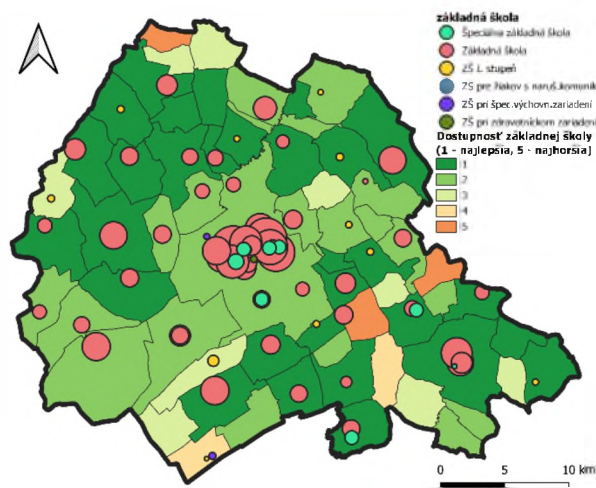 základná škola
Špeciálna základná škola
Základná škola
ZŠ I. stupeň
ZŠ pre žiakov s naruš.komunik
ZŠ pri špec.výchovn.zariadení
ZŠ pri zdravotníckom zariadení
Dostupnosť základnej školy
(1 - najlepšia, 5 - najhoršia)
1
2
3
4
5
0 5 10 km